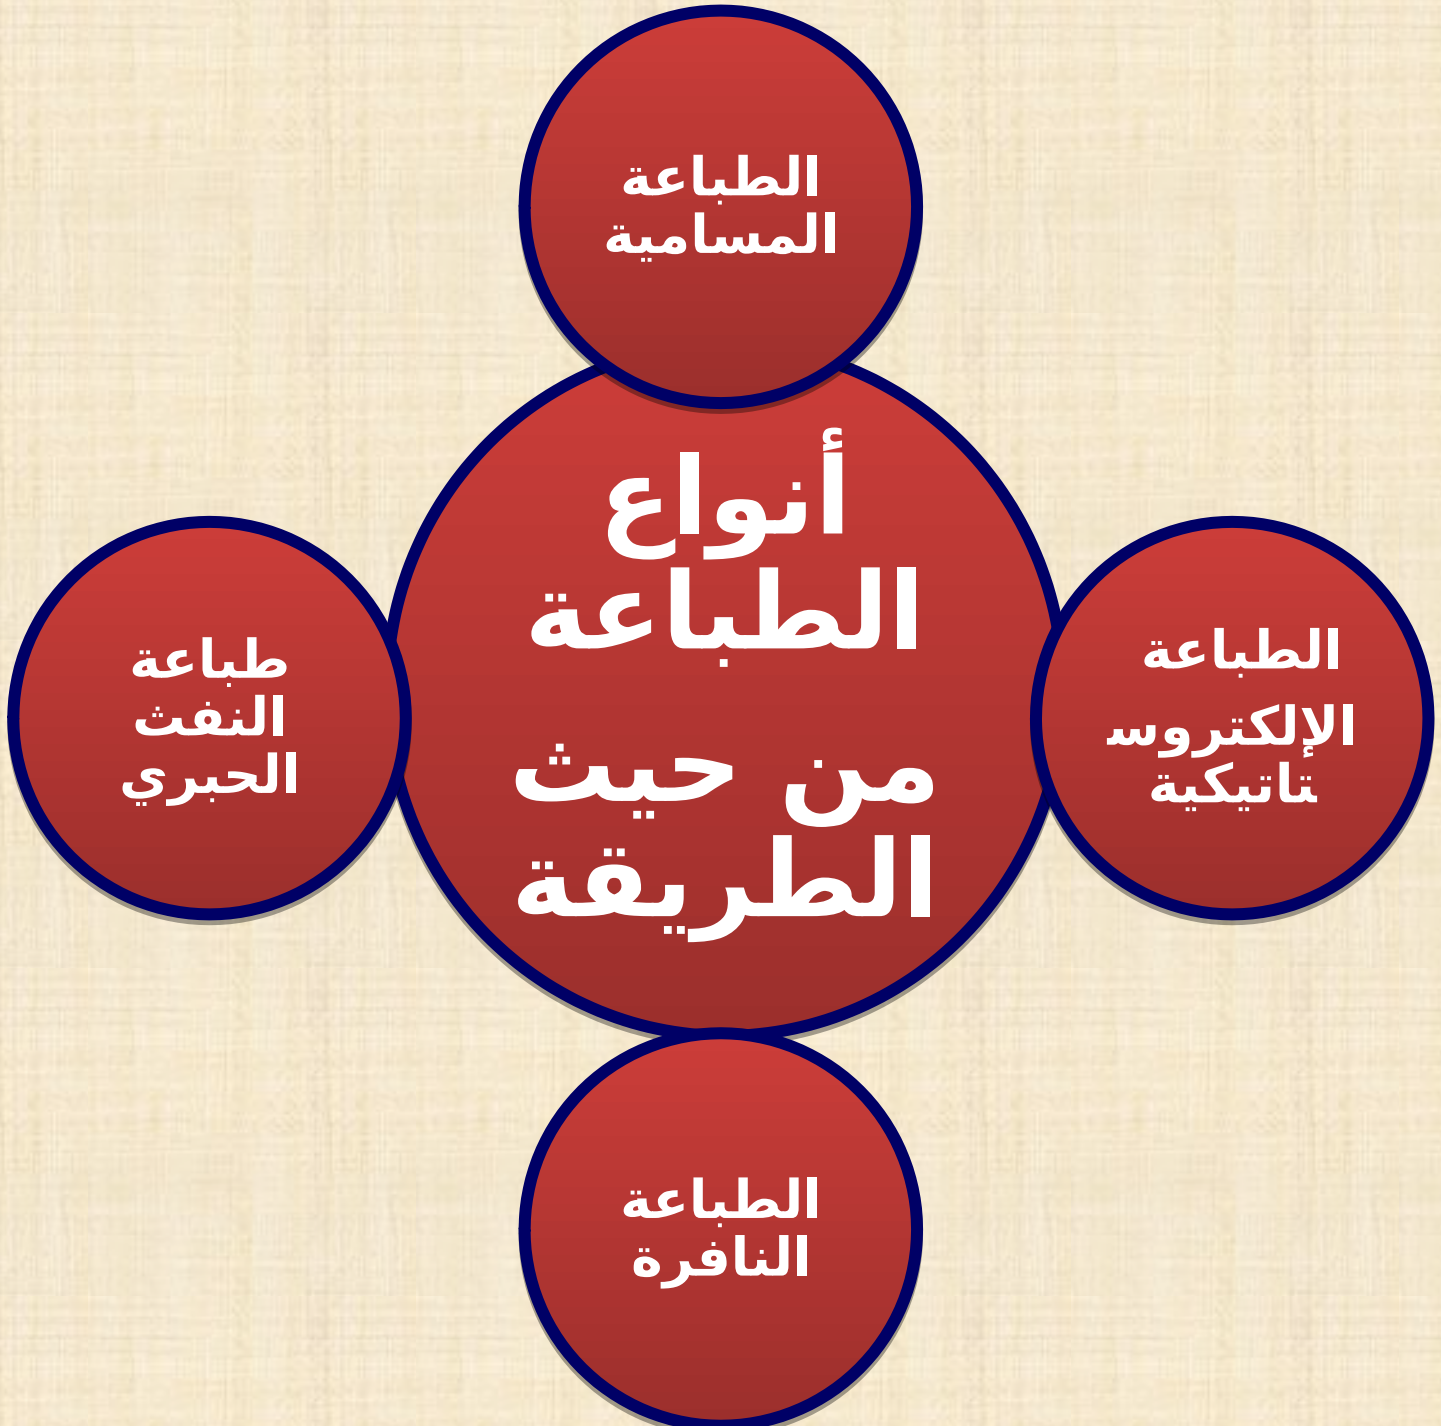 الطباعة
المسامية
أنواع
الطباعة
من حيث
الطريقة
الطباعة
الإلكتروس
تاتيكية
طباعة
النفث
الحبري
الطباعة
النافرة